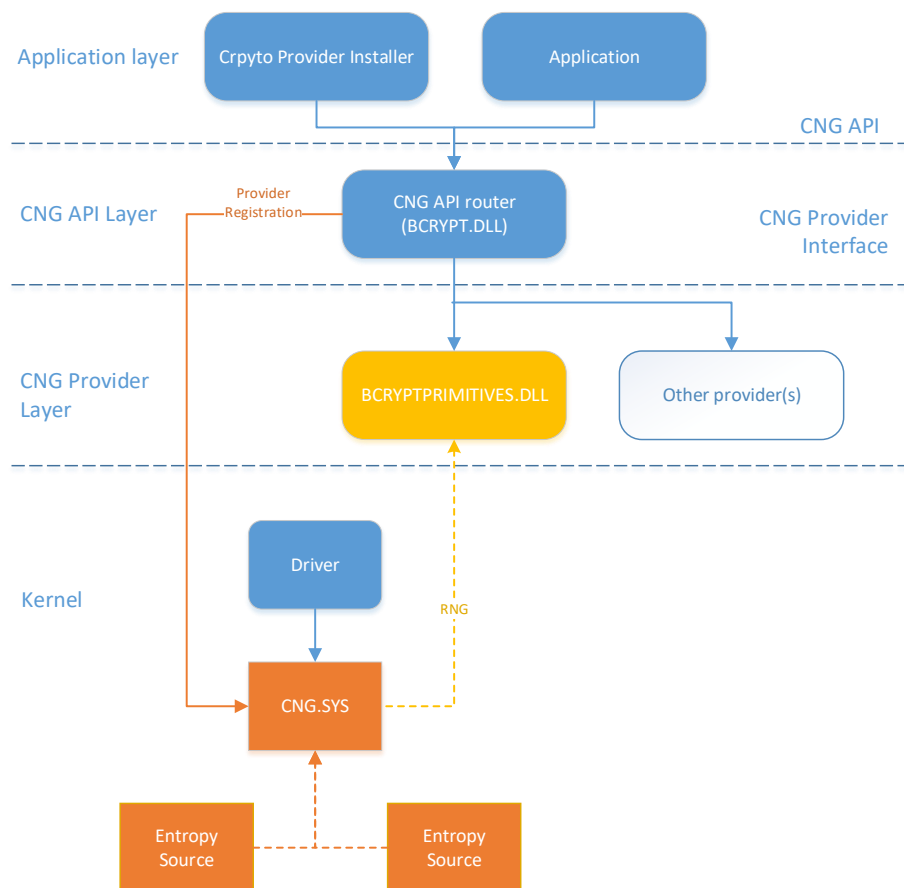 Application layer
Crpyto Provider Installer
Application
CNG API
CNG API Layer
Provider
Registration
CNG API router
(BCRYPT.DLL)
CNG Provider
Interface
CNG Provider
Layer
BCRYPTPRIMITIVES.DLL
Other provider(s)
Kernel
Driver
RNG
CNG.SYS
Entropy
Source
Entropy
Source